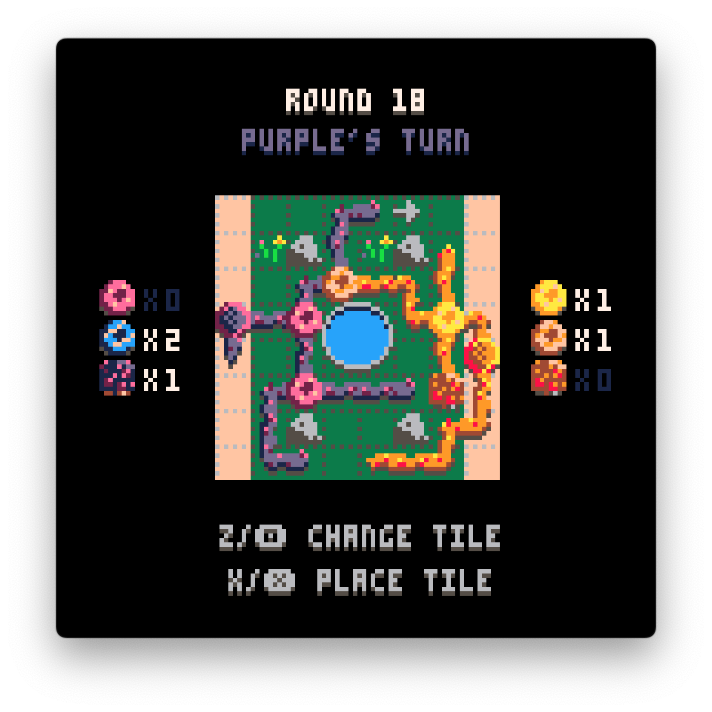 ROUND 18
PURPLE'S TURN
X0
X2
X1
X1
X1
X0
Z/🅾 CHANGE TILE
X/❎ PLACE TILE